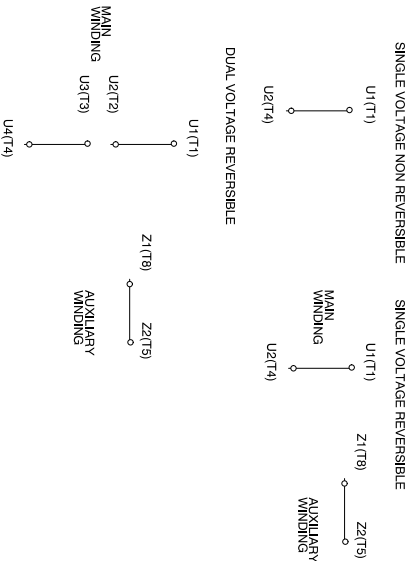 SINGLE VOLTAGE NON REVERSIBLE
U1(T1)
U2(T4)
SINGLE VOLTAGE REVERSIBLE
U1(T1)
MAIN
WINDING
U2(T4)
Z1(T8)
Z2(T5)
AUXILIARY
WINDING
DUAL VOLTAGE REVERSIBLE
U1(T1)
MAIN
WINDING
U2(T2)
U3(T3)
U4(T4)
Z1(T8)
Z2(T5)
AUXILIARY
WINDING